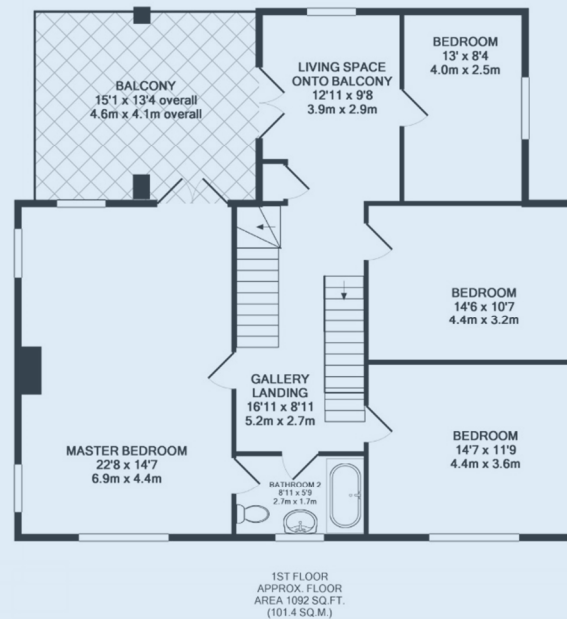 BALCONY
15'1 x 13'4 overall
4.6m x 4.1m overall
LIVING SPACE
ONTO BALCONY
12'11 x 9'8
3.9m x 2.9m
BEDROOM
13' x 8'4
4.0m x 2.5m
BEDROOM
14'6 x 10'7
4.4m x 3.2m
GALLERY
LANDING
16'11 x 8'11
5.2m x 2.7m
MASTER BEDROOM
22'8 x 14'7
6.9m x 4.4m
BEDROOM
14'7 x 11'9
4.4m x 3.6m
BATHROOM 2
8'11 x 5'9
2.7m x 1.7m
1ST FLOOR
APPROX. FLOOR
AREA 1092 SQ.FT.
(101.4 SQ.M.)